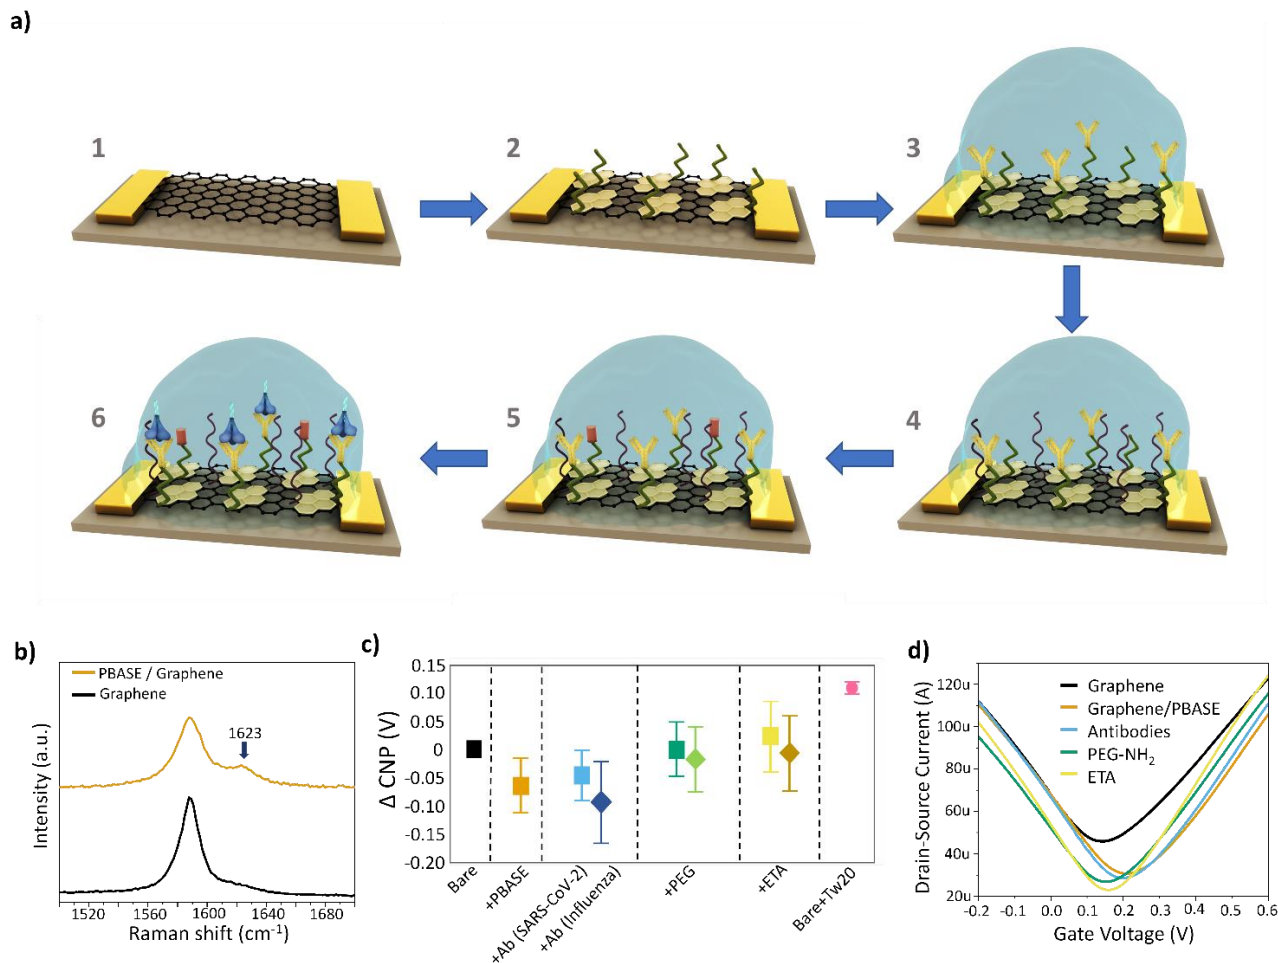 a)
1
2
3
6
5
4
b)
PBASE / Graphene
Graphene
1623
Intensity (a.u.)
1520
1560
1600
1640
1680
Raman shift (cm⁻¹)
c)
0.15
0.10
0.05
0
-0.05
-0.10
-0.15
-0.20
Δ CNP (V)
Bare
+PBASE
+Ab (SARS-CoV-2)
+Ab (Influenza)
+PEG
+ETA
Bare+Tw20
d)
Graphene
Graphene/PBASE
Antibodies
PEG-NH₂
ETA
120u
100u
80u
60u
40u
20u
Drain-Source Current (A)
-0.2
-0.1
0.0
0.1
0.2
0.3
0.4
0.5
0.6
Gate Voltage (V)